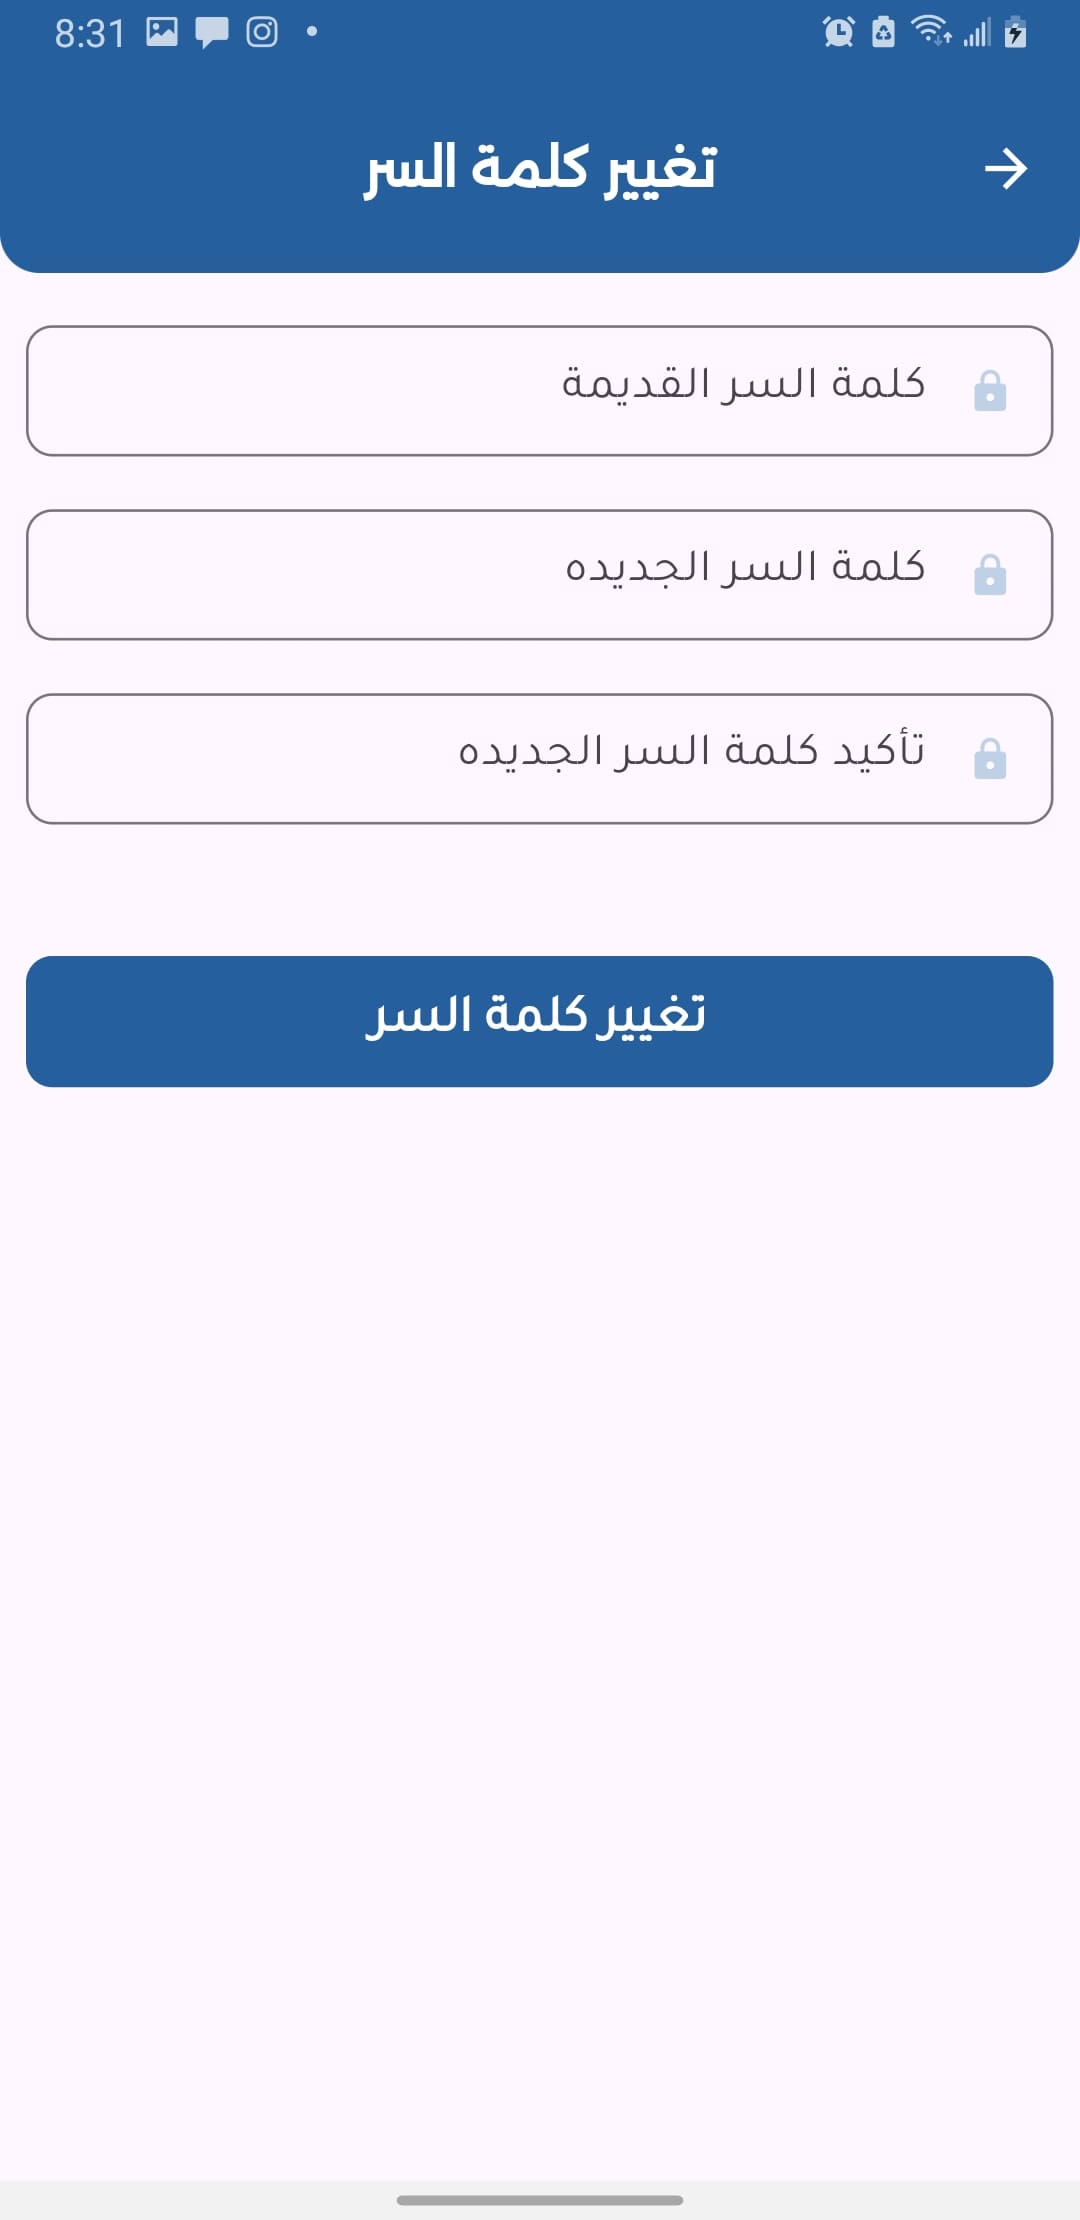 8:31
تغيير كلمة السر
كلمة السر القديمة
كلمة السر الجديده
تأكيد كلمة السر الجديده
تغيير كلمة السر